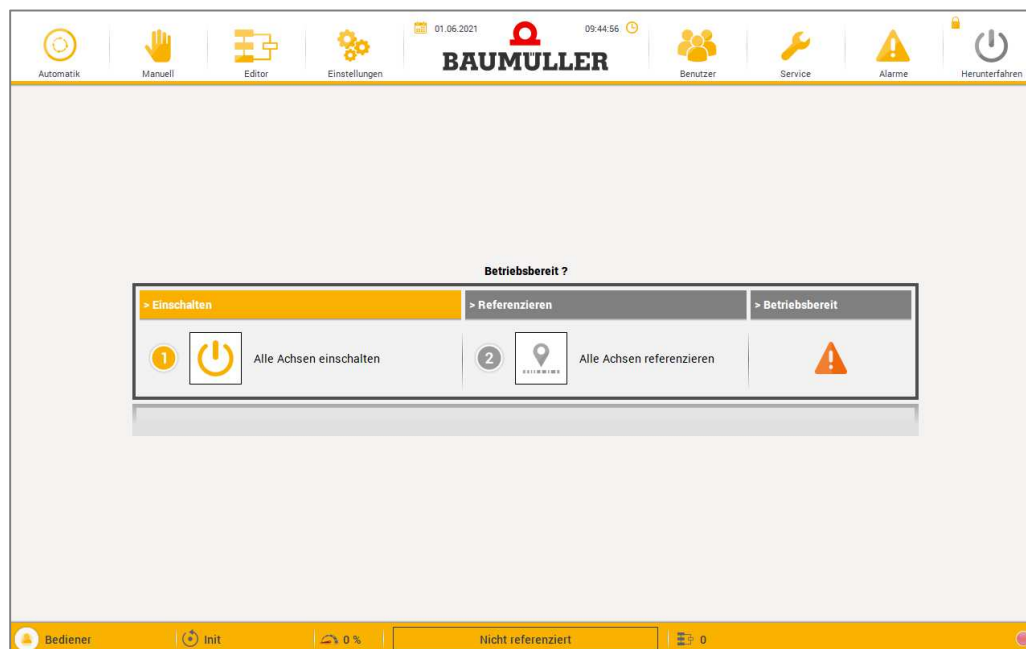 01.06.2021
09:44:56
BAUMÜLLER
Automatik
Manuell
Editor
Einstellungen
Benutzer
Service
Alarme
Herunterfahren
Betriebsbereit ?
> Einschalten
> Referenzieren
> Betriebsbereit
1
Alle Achsen einschalten
2
Alle Achsen referenzieren
Bediener
Init
0 %
Nicht referenziert
0